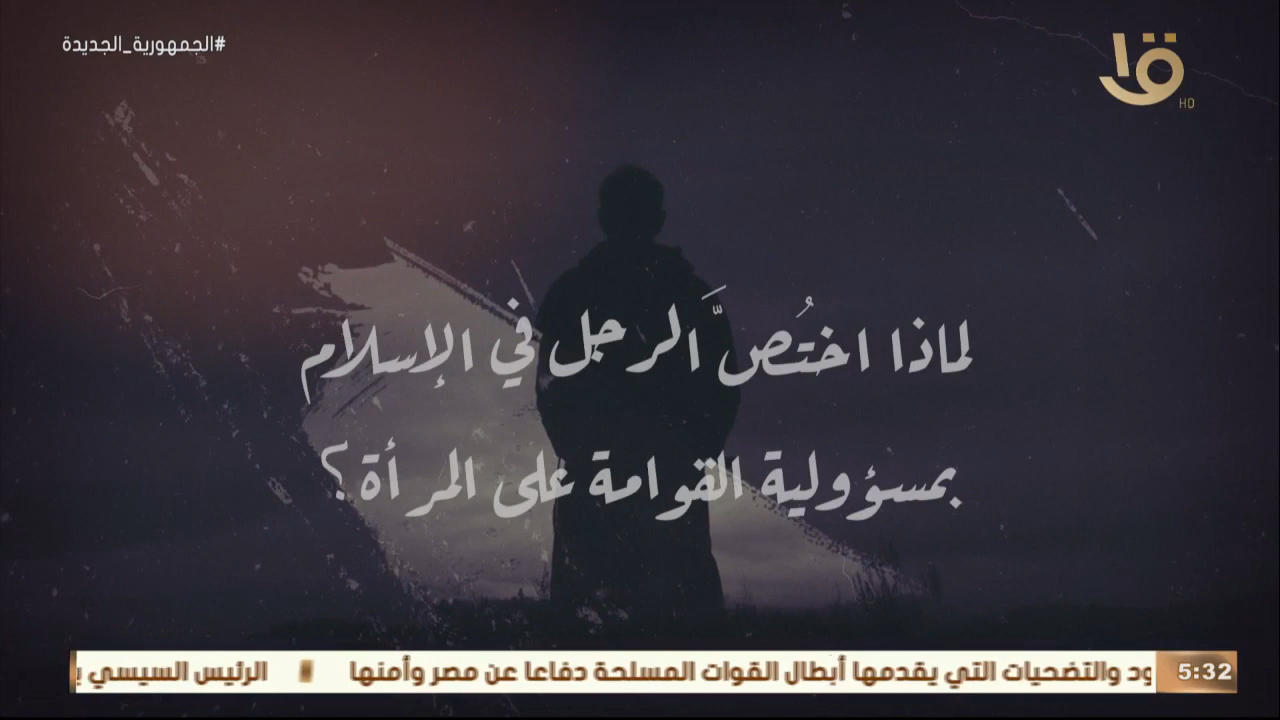 #الجمهورية_الجديدة
HD
لماذا اختُصَّ الرجل في الإسلام
بمسؤولية القوامة على المرأة؟
5:32
ود والتضحيات التي يقدمها أبطال القوات المسلحة دفاعا عن مصر وأمنها
الرئيس السيسي